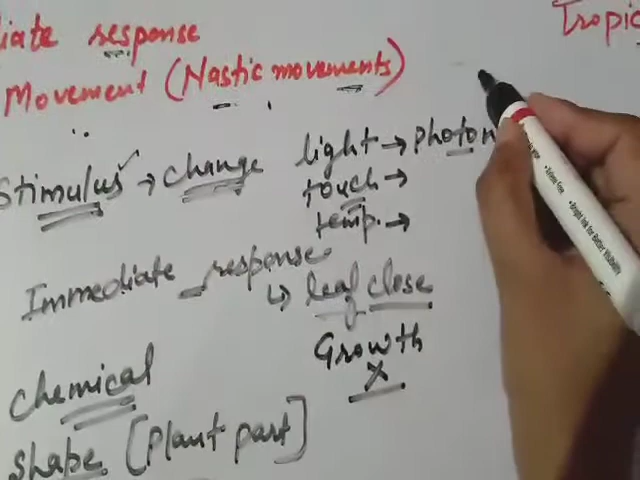 response
Tropic
Movement (Nastic movements)
Stimulus → change
light → Photon
touch →
temp. →
Immediate response
↳ leaf close
Growth
x
chemical
shape [Plant part]